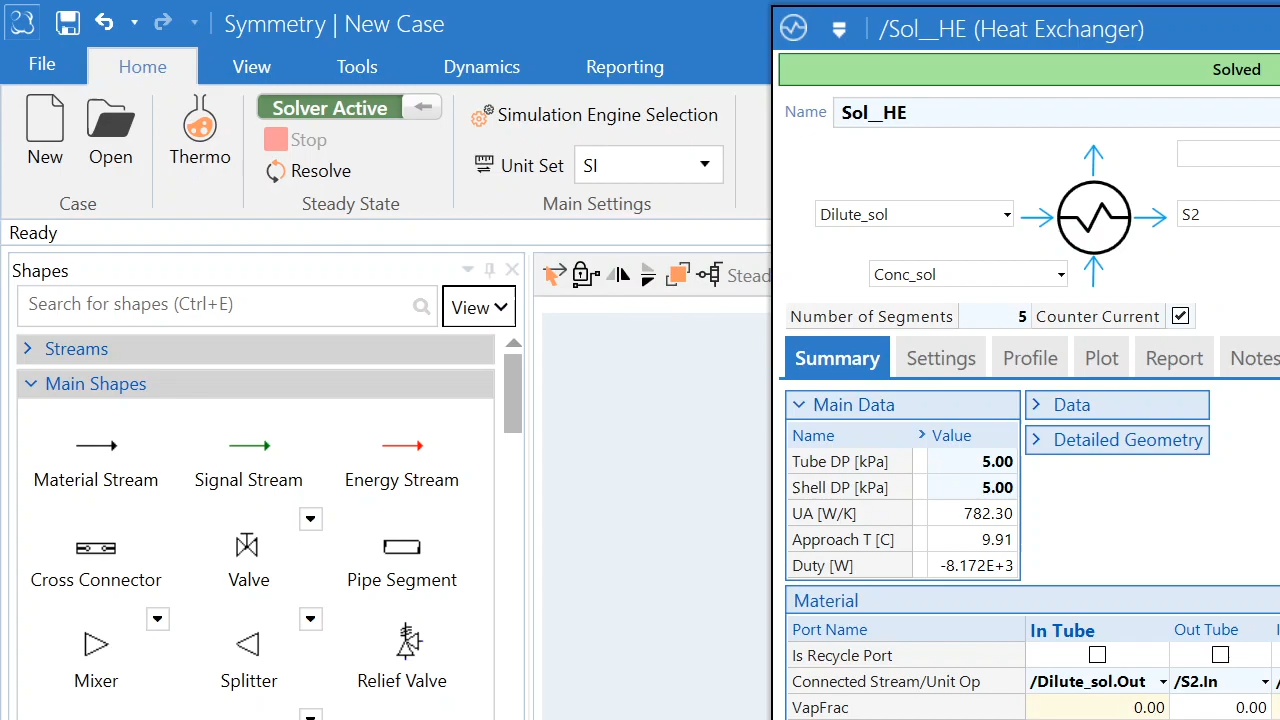 Symmetry | New Case
File
Home
View
Tools
Dynamics
Reporting
New
Open
Case
Thermo
Solver Active
Stop
Resolve
Steady State
Simulation Engine Selection
Unit Set
SI
Main Settings
Ready
Shapes
Search for shapes (Ctrl+E)
View
Streams
Main Shapes
Material Stream
Signal Stream
Energy Stream
Cross Connector
Valve
Pipe Segment
Mixer
Splitter
Relief Valve
Stead
/Sol__HE (Heat Exchanger)
Solved
Name
Sol__HE
Dilute_sol
S2
Conc_sol
Number of Segments
5
Counter Current
Summary
Settings
Profile
Plot
Report
Notes
Main Data
Name
Value
Tube DP [kPa]
5.00
Shell DP [kPa]
5.00
UA [W/K]
782.30
Approach T [C]
9.91
Duty [W]
-8.172E+3
Data
Detailed Geometry
Material
Port Name
In Tube
Out Tube
Is Recycle Port
Connected Stream/Unit Op
/Dilute_sol.Out
/S2.In
VapFrac
0.00
0.00